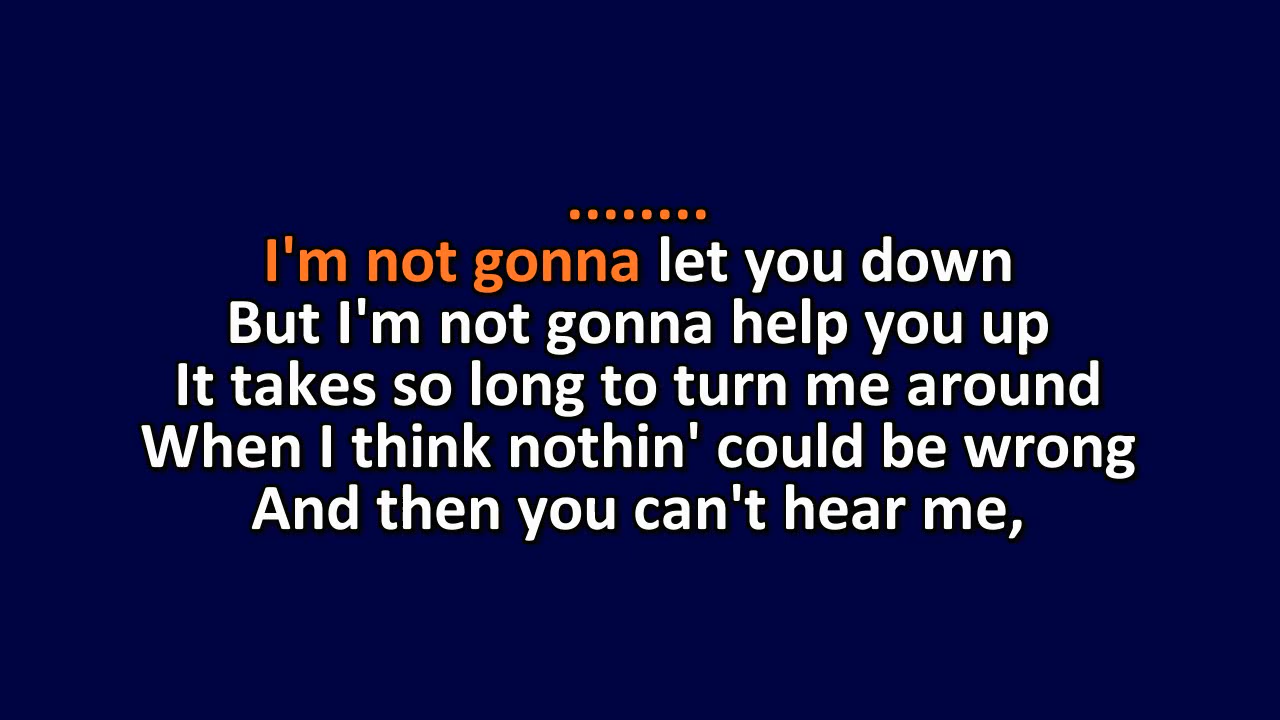 ........
I'm not gonna let you down
But I'm not gonna help you up
It takes so long to turn me around
When I think nothin' could be wrong
And then you can't hear me,